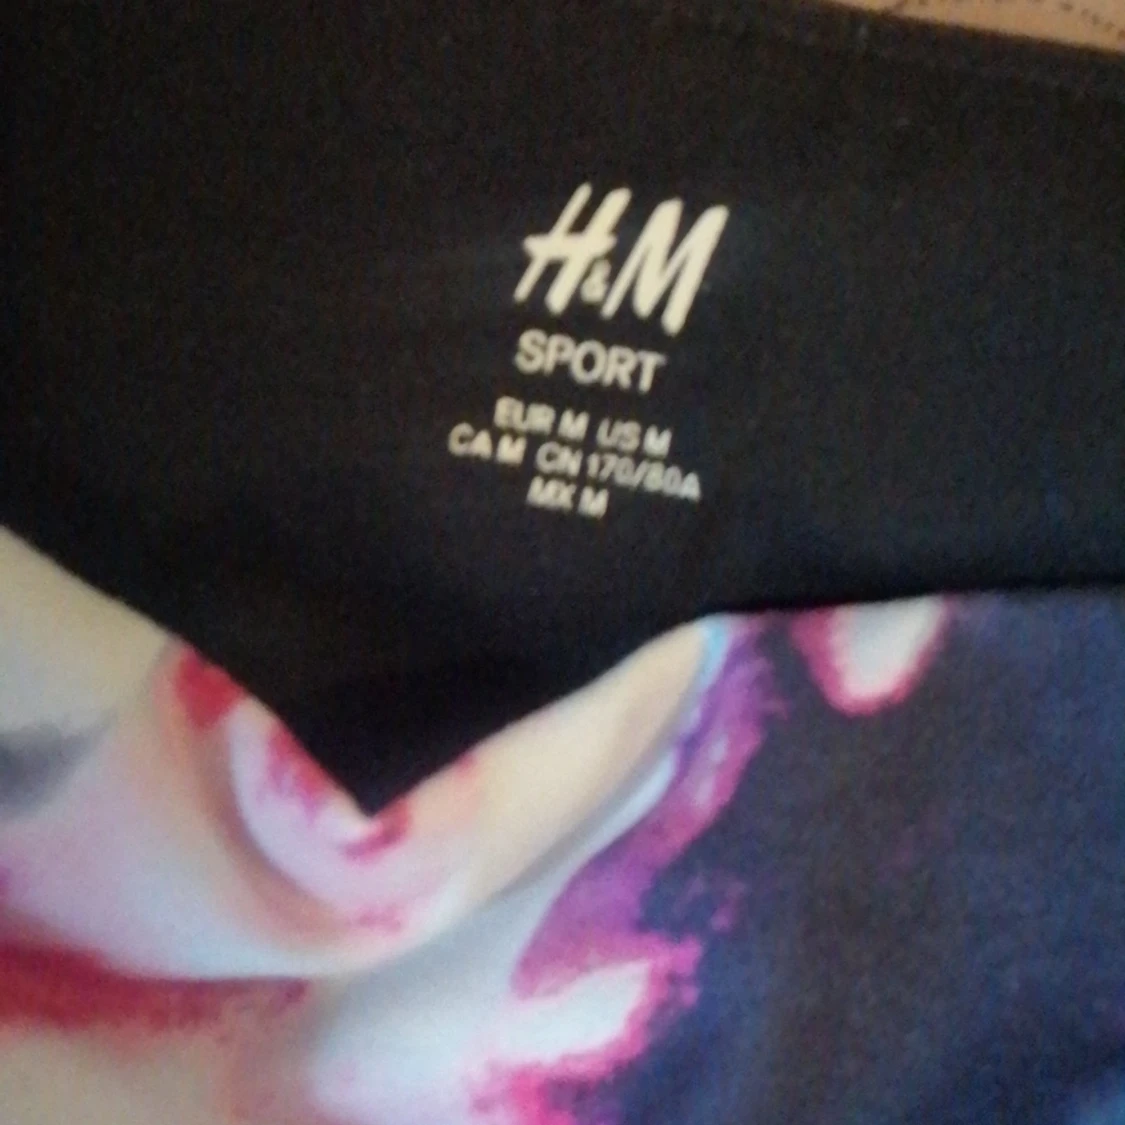 H&M
SPORT
EUR M US M
CA M CN 170/80A
MX M